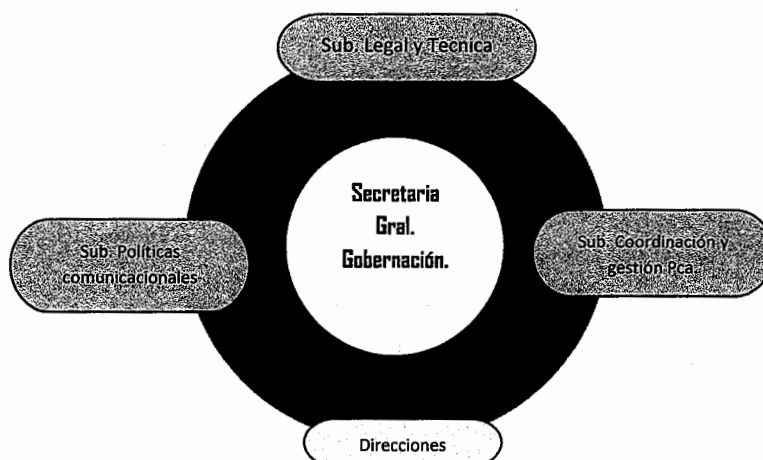 Sub. Legal y Tecnica
Secretaria
Gral.
Gobernación.
Sub. Políticas
comunicacionales
Sub. Coordinación y
gestión Pca.
Direcciones